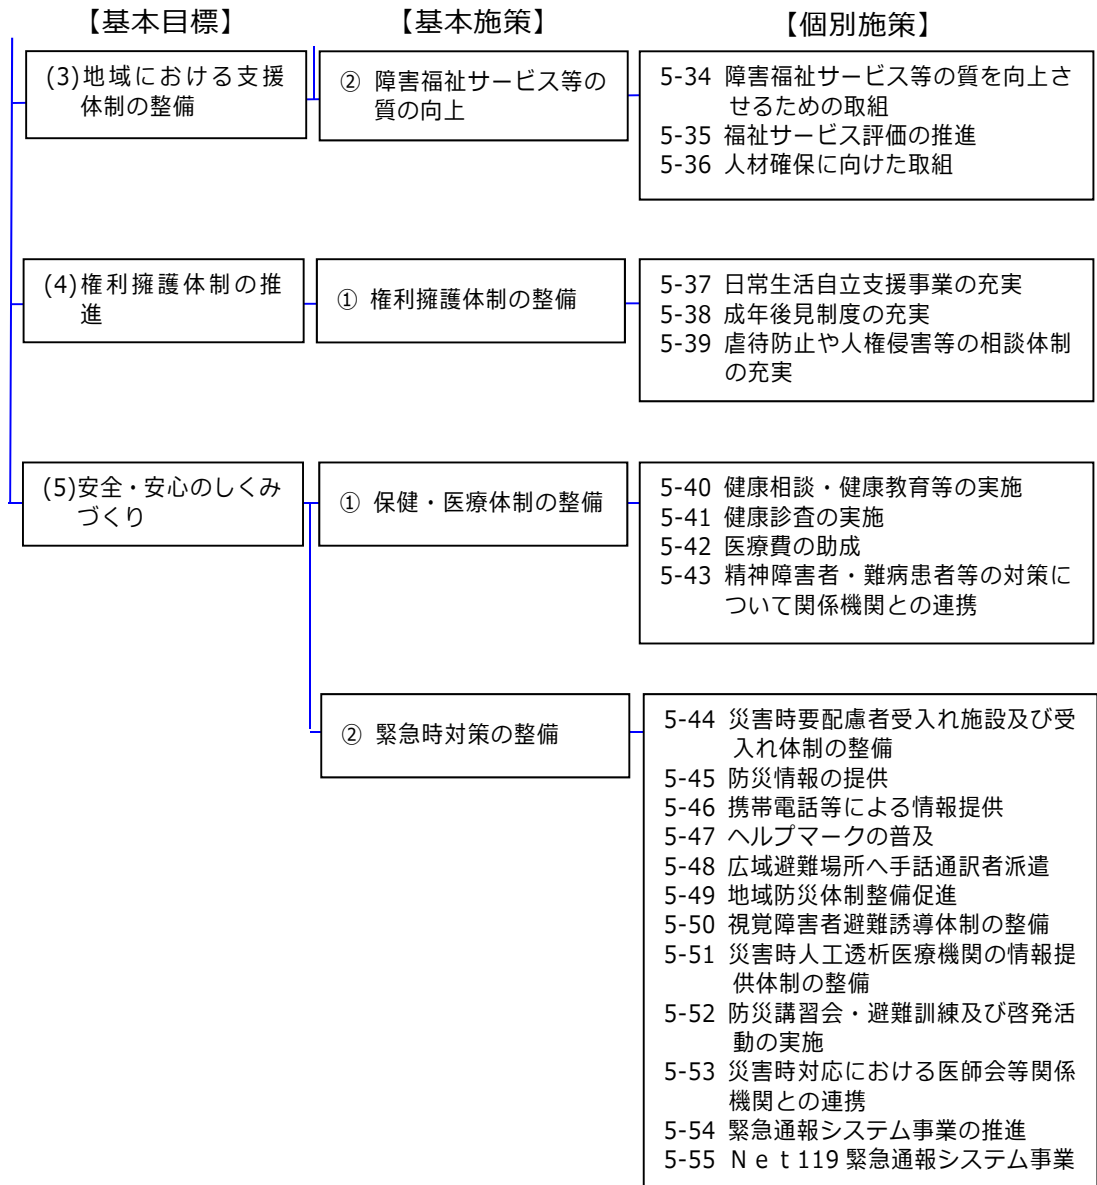 【基本目標】 【基本施策】 【個別施策】
(3)地域における支援
体制の整備
② 障害福祉サービス等の
質の向上
5-34 障害福祉サービス等の質を向上さ
せるための取組
5-35 福祉サービス評価の推進
5-36 人材確保に向けた取組
(4)権利擁護体制の推
進
① 権利擁護体制の整備
5-37 日常生活自立支援事業の充実
5-38 成年後見制度の充実
5-39 虐待防止や人権侵害等の相談体制
の充実
(5)安全・安心のしくみ
づくり
① 保健・医療体制の整備
5-40 健康相談・健康教育等の実施
5-41 健康診査の実施
5-42 医療費の助成
5-43 精神障害者・難病患者等の対策に
ついて関係機関との連携
② 緊急時対策の整備
5-44 災害時要配慮者受入れ施設及び受
入れ体制の整備
5-45 防災情報の提供
5-46 携帯電話等による情報提供
5-47 ヘルプマークの普及
5-48 広域避難場所へ手話通訳者派遣
5-49 地域防災体制整備促進
5-50 視覚障害者避難誘導体制の整備
5-51 災害時人工透析医療機関の情報提
供体制の整備
5-52 防災講習会・避難訓練及び啓発活
動の実施
5-53 災害時対応における医師会等関係
機関との連携
5-54 緊急通報システム事業の推進
5-55 Ｎｅｔ119 緊急通報システム事業